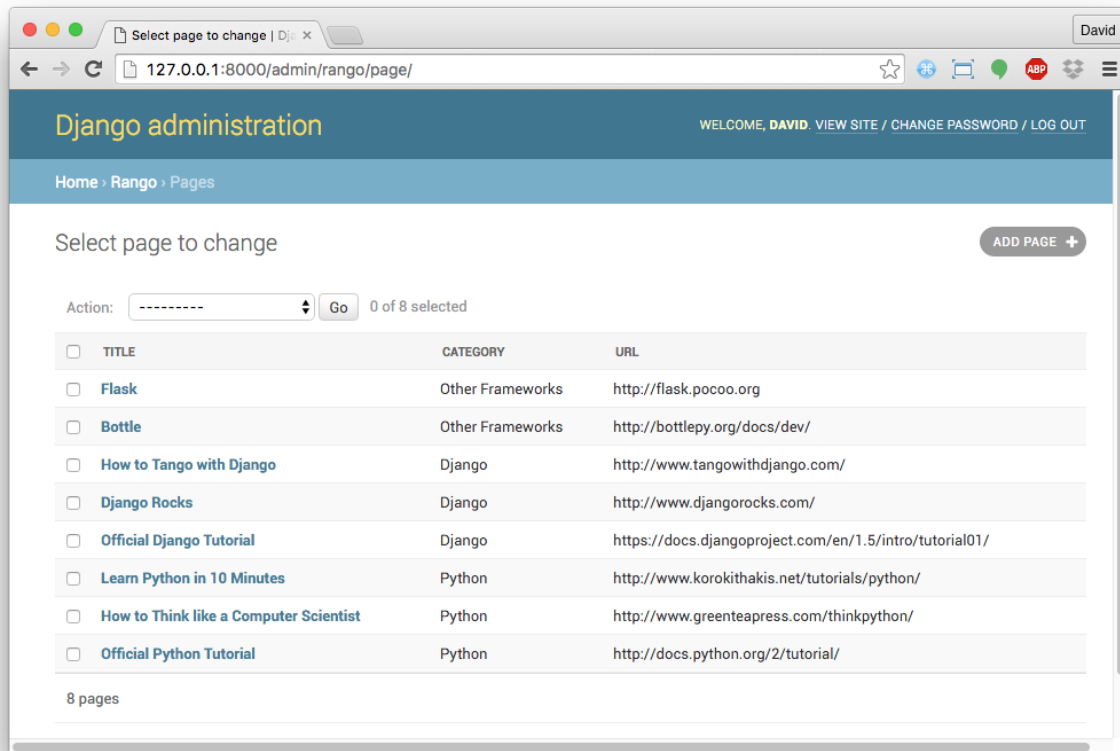 Select page to change | Dja
David
127.0.0.1:8000/admin/rango/page/
ABP
Django administration
WELCOME, DAVID. VIEW SITE / CHANGE PASSWORD / LOG OUT
Home › Rango › Pages
Select page to change
ADD PAGE +
Action: --------- Go 0 of 8 selected
TITLE CATEGORY URL
Flask Other Frameworks http://flask.pocoo.org
Bottle Other Frameworks http://bottlepy.org/docs/dev/
How to Tango with Django Django http://www.tangowithdjango.com/
Django Rocks Django http://www.djangorocks.com/
Official Django Tutorial Django https://docs.djangoproject.com/en/1.5/intro/tutorial01/
Learn Python in 10 Minutes Python http://www.korokithakis.net/tutorials/python/
How to Think like a Computer Scientist Python http://www.greenteapress.com/thinkpython/
Official Python Tutorial Python http://docs.python.org/2/tutorial/
8 pages